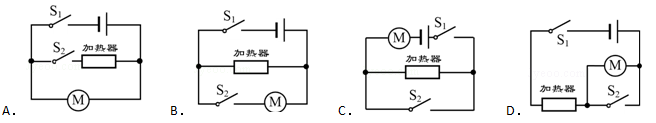 S₁
S₂ 加热器
M
A.
S₁
加热器
S₂ M
B.
M S₁
加热器
S₂
C.
S₁
M
加热器 S₂
D.